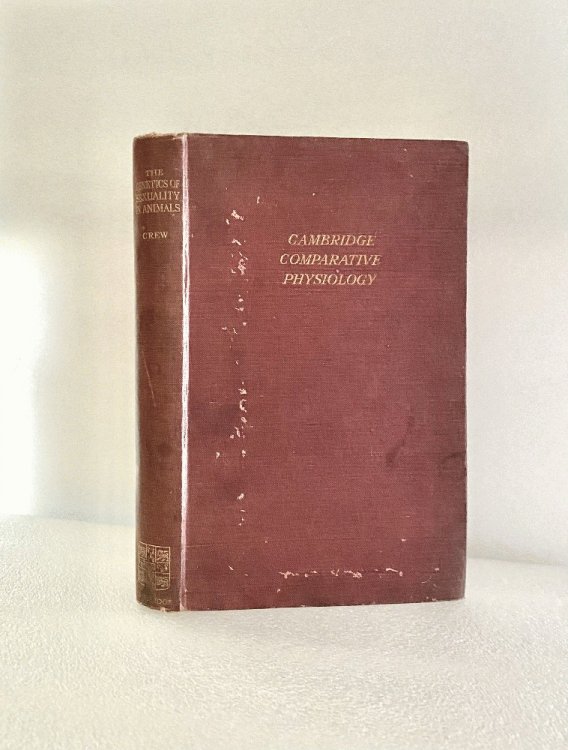 THE
GENETICS OF
SEXUALITY
IN ANIMALS
CREW
CAMBRIDGE
COMPARATIVE
PHYSIOLOGY